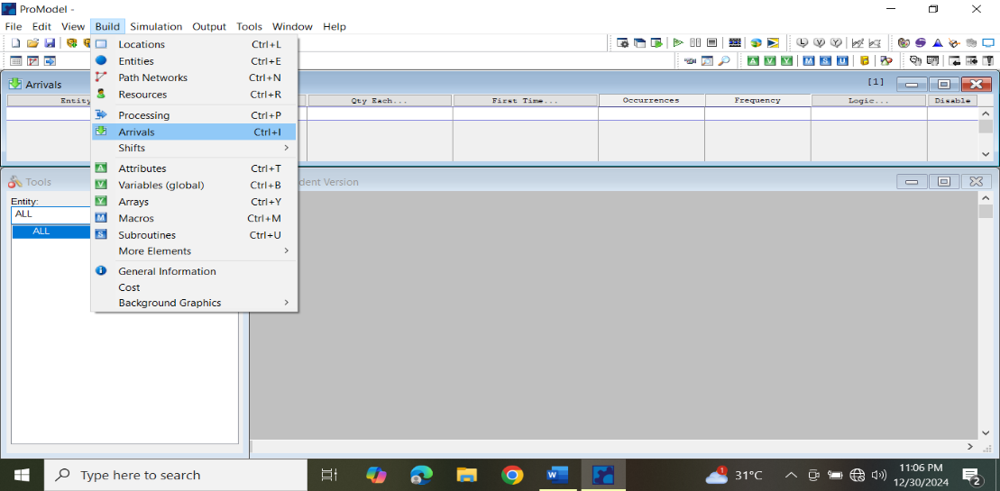 ProModel -
File Edit View Build Simulation Output Tools Window Help
Locations Ctrl+L
Entities Ctrl+E
Path Networks Ctrl+N
Resources Ctrl+R
Processing Ctrl+P
Arrivals Ctrl+I
Shifts
Attributes Ctrl+T
Variables (global) Ctrl+B
Arrays Ctrl+Y
Macros Ctrl+M
Subroutines Ctrl+U
More Elements
General Information
Cost
Background Graphics
Arrivals [1]
Entity Qty Each... First Time... Occurrences Frequency Logic... Disable
Tools
dent Version
Entity:
ALL
ALL
Type here to search
31°C
11:06 PM
12/30/2024
2